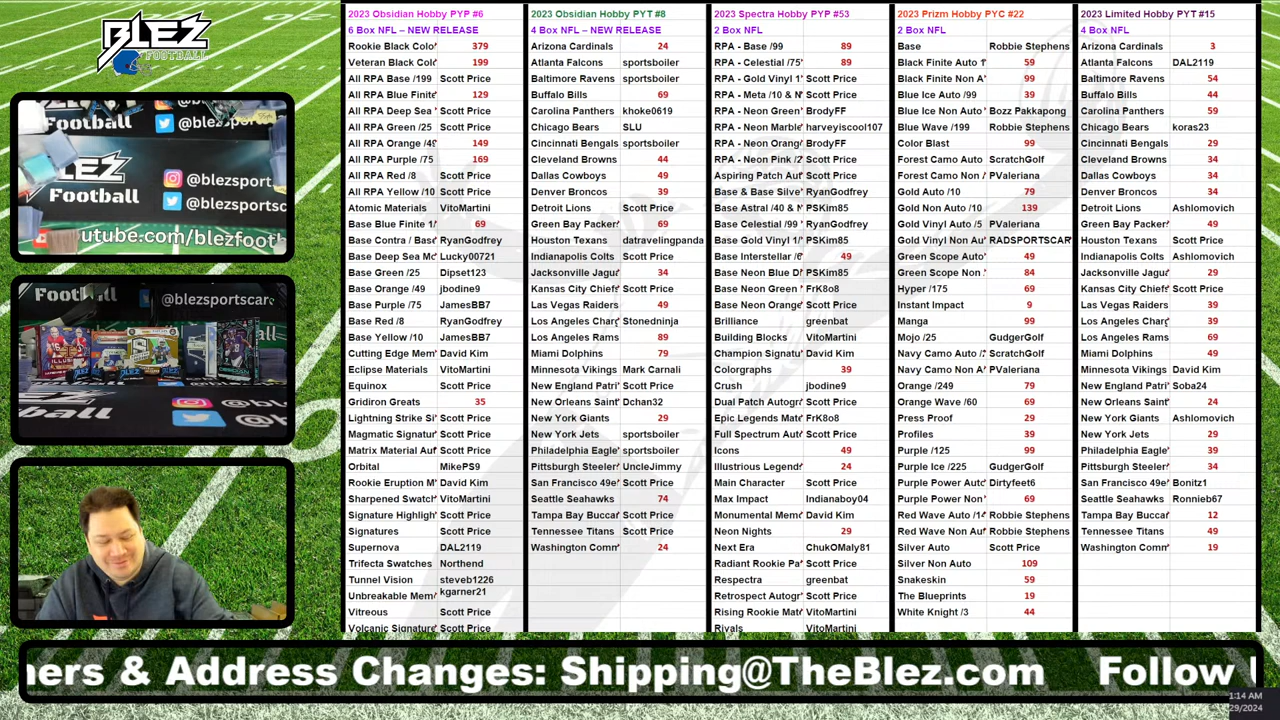 BLEZ
FOOTBALL
Football
@blezsport
BLEZ
Football
@blezsc
outube.com/blezfootb
Football
@blezsportscar
2023 Obsidian Hobby PYP #6
6 Box NFL – NEW RELEASE
Rookie Black Colo 379
Veteran Black Col 199
All RPA Base /199 Scott Price
All RPA Blue Finite 129
All RPA Deep Sea Scott Price
All RPA Green /25 Scott Price
All RPA Orange /49 149
All RPA Purple /75 169
All RPA Red /8 Scott Price
All RPA Yellow /10 Scott Price
Atomic Materials VitoMartini
Base Blue Finite 1/ 69
Base Contra / Base RyanGodfrey
Base Deep Sea Mo Lucky00721
Base Green /25 Dipset123
Base Orange /49 jbodine9
Base Purple /75 JamesBB7
Base Red /8 RyanGodfrey
Base Yellow /10 JamesBB7
Cutting Edge Mem David Kim
Eclipse Materials VitoMartini
Equinox Scott Price
Gridiron Greats 35
Lightning Strike Si Scott Price
Magmatic Signatur Scott Price
Matrix Material Aut Scott Price
Orbital MikePS9
Rookie Eruption M David Kim
Sharpened Swatch VitoMartini
Signature Highligh Scott Price
Signatures Scott Price
Supernova DAL2119
Trifecta Swatches Northend
Tunnel Vision steveb1226
Unbreakable Mem kgarner21
Vitreous Scott Price
Volcanic Signature Scott Price
2023 Obsidian Hobby PYT #8
4 Box NFL – NEW RELEASE
Arizona Cardinals 24
Atlanta Falcons sportsboiler
Baltimore Ravens sportsboiler
Buffalo Bills 69
Carolina Panthers khoke0619
Chicago Bears SLU
Cincinnati Bengals sportsboiler
Cleveland Browns 44
Dallas Cowboys 49
Denver Broncos 39
Detroit Lions Scott Price
Green Bay Packer 69
Houston Texans datravelingpanda
Indianapolis Colts Scott Price
Jacksonville Jagua 34
Kansas City Chiefs Scott Price
Las Vegas Raiders 49
Los Angeles Charg Stonedninja
Los Angeles Rams 89
Miami Dolphins 79
Minnesota Vikings Mark Carnali
New England Patri Scott Price
New Orleans Saint Dchan32
New York Giants 29
New York Jets sportsboiler
Philadelphia Eagle sportsboiler
Pittsburgh Steeler UncleJimmy
San Francisco 49e Scott Price
Seattle Seahawks 74
Tampa Bay Buccan Scott Price
Tennessee Titans Scott Price
Washington Comm 24
2023 Spectra Hobby PYP #53
2 Box NFL
RPA - Base /99 89
RPA - Celestial /75 89
RPA - Gold Vinyl 1 Scott Price
RPA - Meta /10 & N Scott Price
RPA - Neon Green BrodyFF
RPA - Neon Marble harveyiscool107
RPA - Neon Orang BrodyFF
RPA - Neon Pink /2 Scott Price
Aspiring Patch Aut Scott Price
Base & Base Silve RyanGodfrey
Base Astral /40 & N PSKim85
Base Celestial /99 RyanGodfrey
Base Gold Vinyl 1/ PSKim85
Base Interstellar /6 49
Base Neon Blue D PSKim85
Base Neon Green FrK8o8
Base Neon Orange Scott Price
Brilliance greenbat
Building Blocks VitoMartini
Champion Signatu David Kim
Colorgraphs 39
Crush jbodine9
Dual Patch Autogr Scott Price
Epic Legends Mate FrK8o8
Full Spectrum Aut Scott Price
Icons 49
Illustrious Legend 24
Main Character Scott Price
Max Impact Indianaboy04
Monumental Mem David Kim
Neon Nights 29
Next Era ChukOMaly81
Radiant Rookie Pa Scott Price
Respectra greenbat
Retrospect Autogr Scott Price
Rising Rookie Mate VitoMartini
Rivals VitoMartini
2023 Prizm Hobby PYC #22
2 Box NFL
Base Robbie Stephens
Black Finite Auto 1 59
Black Finite Non A 99
Blue Ice Auto /99 39
Blue Ice Non Auto Bozz Pakkapong
Blue Wave /199 Robbie Stephens
Color Blast 99
Forest Camo Auto ScratchGolf
Forest Camo Non PValeriana
Gold Auto /10 79
Gold Non Auto /10 139
Gold Vinyl Auto /5 PValeriana
Gold Vinyl Non Au RADSPORTSCAR
Green Scope Auto 49
Green Scope Non 84
Hyper /175 69
Instant Impact 9
Manga 99
Mojo /25 GudgerGolf
Navy Camo Auto / ScratchGolf
Navy Camo Non A PValeriana
Orange /249 79
Orange Wave /60 69
Press Proof 29
Profiles 39
Purple /125 99
Purple Ice /225 GudgerGolf
Purple Power Auto Dirtyfeet6
Purple Power Non 69
Red Wave Auto /14 Robbie Stephens
Red Wave Non Aut Robbie Stephens
Silver Auto Scott Price
Silver Non Auto 109
Snakeskin 59
The Blueprints 19
White Knight /3 44
2023 Limited Hobby PYT #15
4 Box NFL
Arizona Cardinals 3
Atlanta Falcons DAL2119
Baltimore Ravens 54
Buffalo Bills 44
Carolina Panthers 59
Chicago Bears koras23
Cincinnati Bengals 29
Cleveland Browns 34
Dallas Cowboys 34
Denver Broncos 34
Detroit Lions Ashlomovich
Green Bay Packer 49
Houston Texans Scott Price
Indianapolis Colts Ashlomovich
Jacksonville Jagua 29
Kansas City Chiefs Scott Price
Las Vegas Raiders 39
Los Angeles Charg 39
Los Angeles Rams 69
Miami Dolphins 49
Minnesota Vikings David Kim
New England Patri Soba24
New Orleans Saint 24
New York Giants Ashlomovich
New York Jets 29
Philadelphia Eagle 39
Pittsburgh Steeler 34
San Francisco 49e Bonitz1
Seattle Seahawks Ronnieb67
Tampa Bay Buccan 12
Tennessee Titans 49
Washington Comm 19
ners & Address Changes: Shipping@TheBlez.com Follow
1:14 AM
29/2024